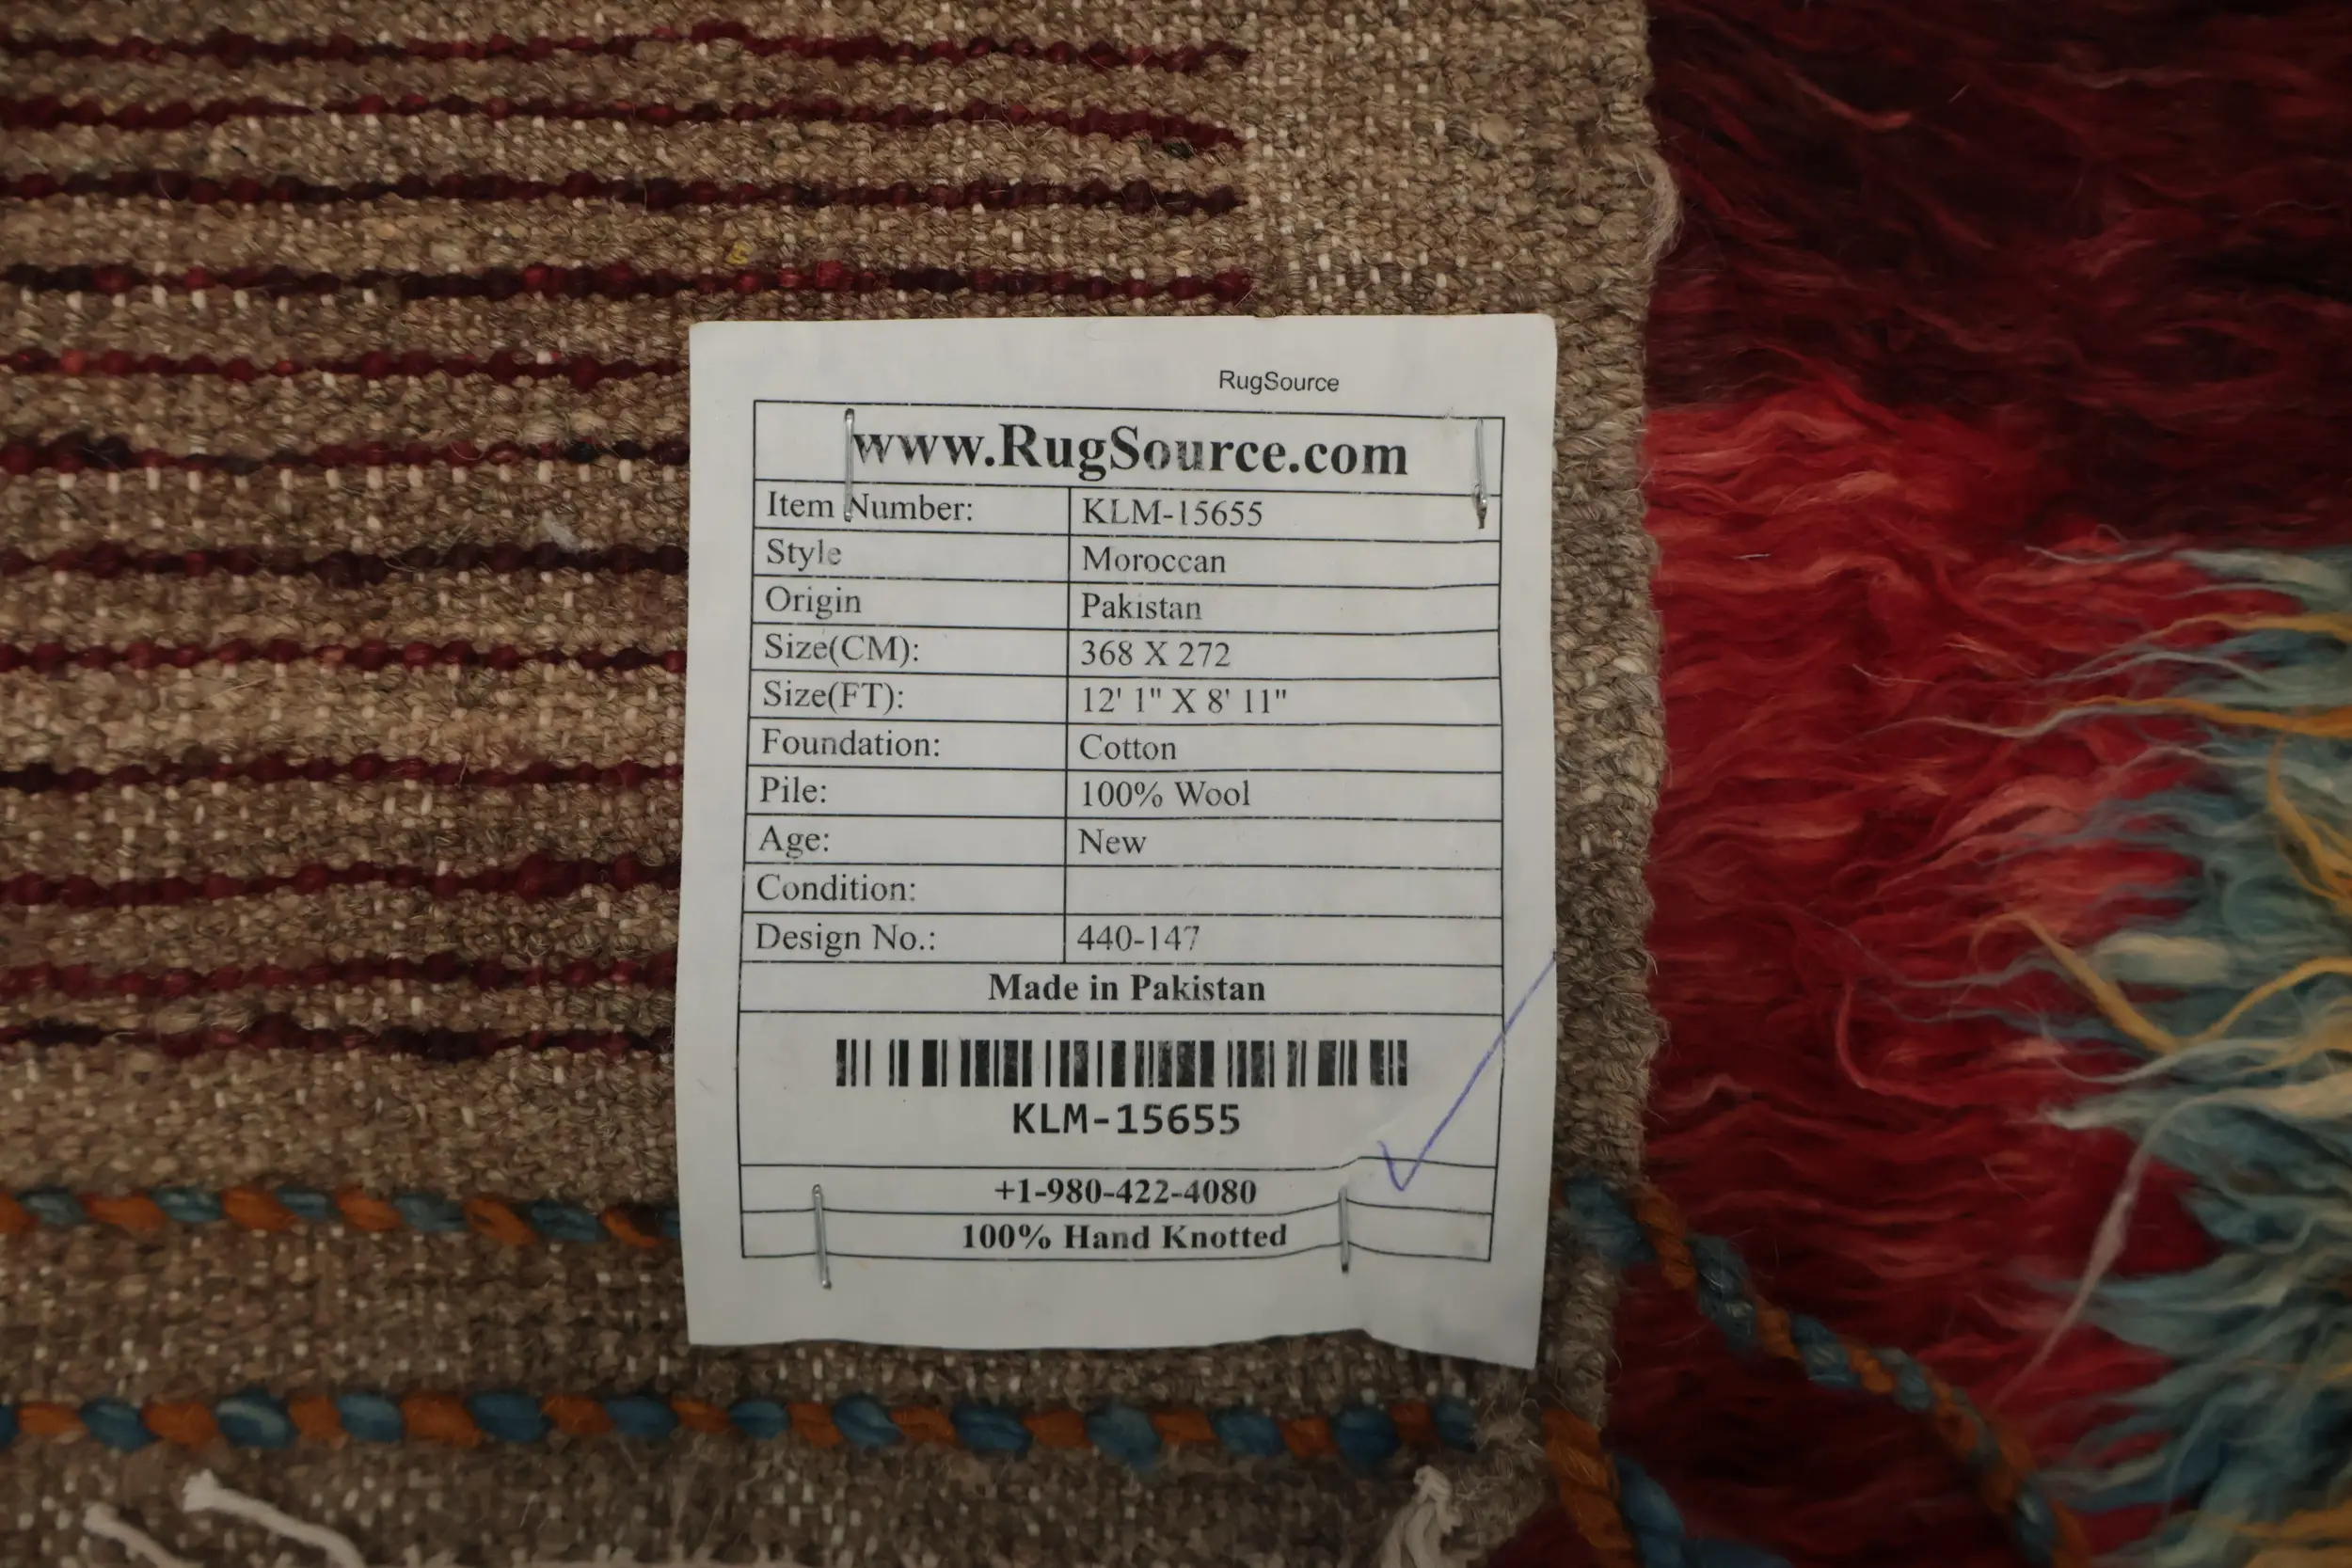 RugSource
www.RugSource.com
Item Number: KLM-15655
Style Moroccan
Origin Pakistan
Size(CM): 368 X 272
Size(FT): 12' 1" X 8' 11"
Foundation: Cotton
Pile: 100% Wool
Age: New
Condition:
Design No.: 440-147
Made in Pakistan
KLM-15655
+1-980-422-4080
100% Hand Knotted